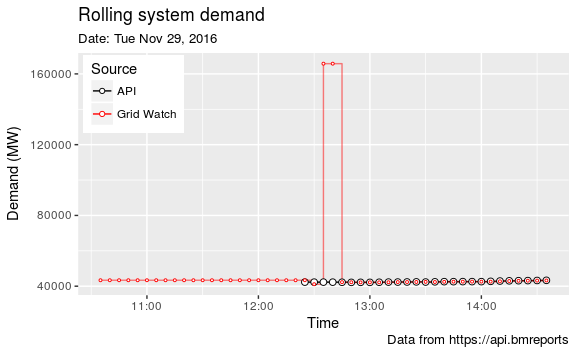 Rolling system demand
Date: Tue Nov 29, 2016
Source
API
Grid Watch
Demand (MW)
160000
120000
80000
40000
11:00 12:00 13:00 14:00
Time
Data from https://api.bmreports